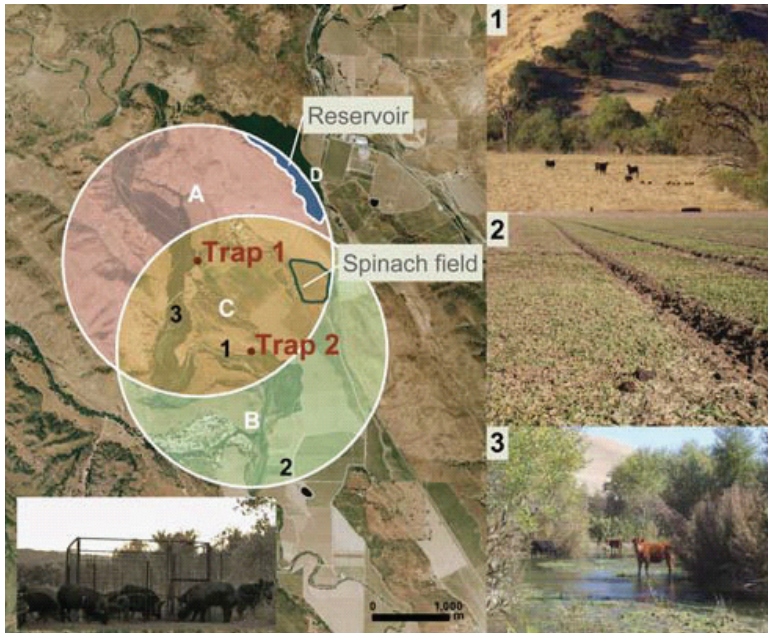 Reservoir
D
A
Trap 1
Spinach field
3
C
1
Trap 2
B
2
0
1,000
m
1
2
3